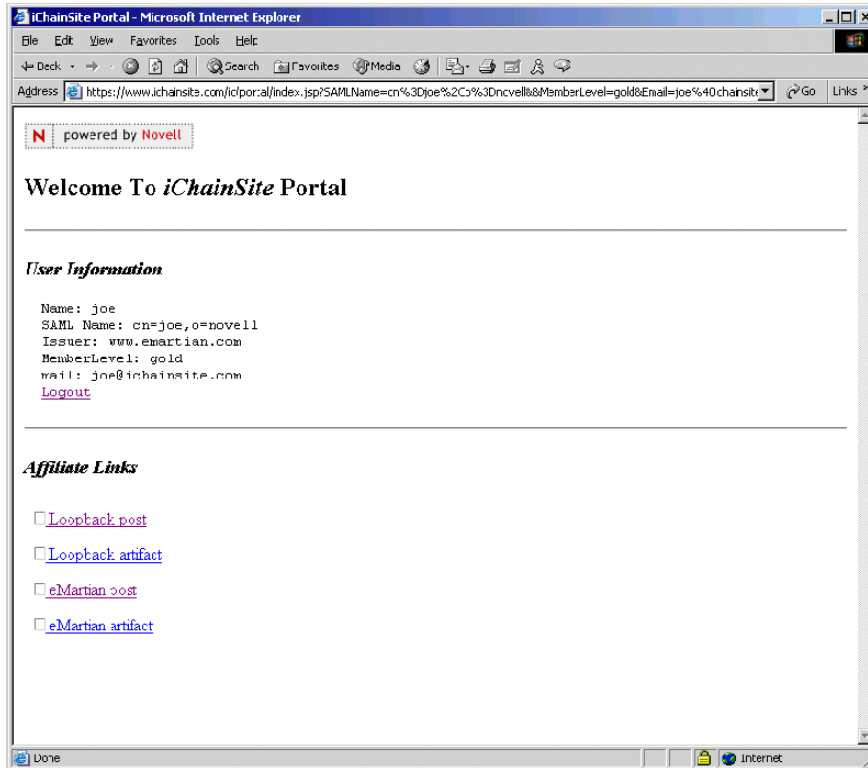 iChainSite Portal - Microsoft Internet Explorer
File Edit View Favorites Tools Help
Back Search Favorites Media
Address https://www.ichainsite.com/ic/portal/index.jsp?SAMLName=cn%3Djoe%2Co%3Dnovell&MemberLevel=gold&Email=joe%40chainsite Go Links »
N powered by Novell
Welcome To iChainSite Portal
User Information
Name: joe
SAML Name: cn=joe,o=novell
Issuer: www.emartian.com
MemberLevel: gold
mail: joe@ichainsite.com
Logout
Affiliate Links
Loopback post
Loopback artifact
eMartian post
eMartian artifact
Done Internet